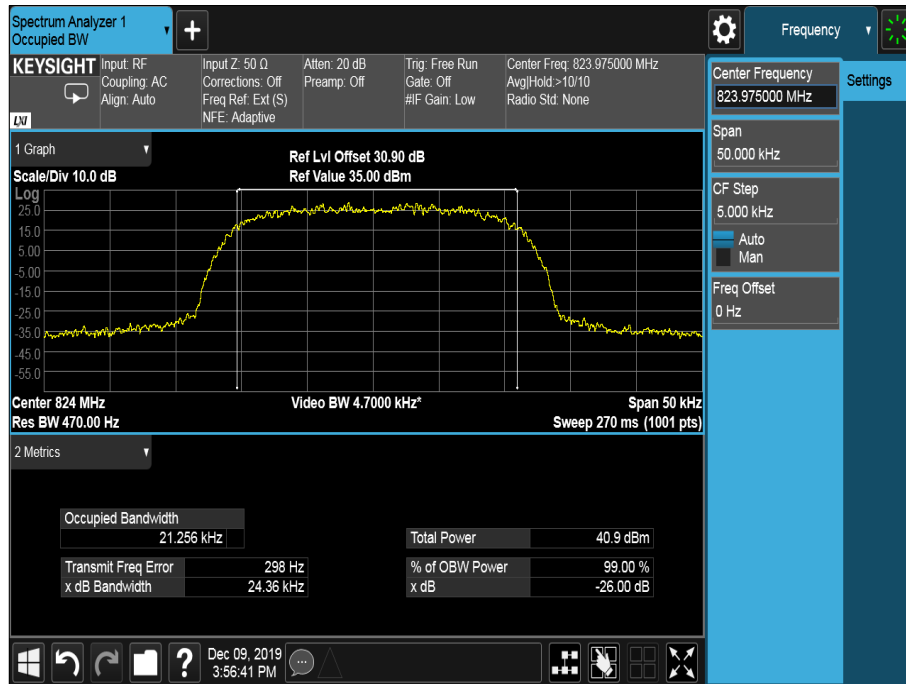 Spectrum Analyzer 1
Occupied BW
+
Frequency
KEYSIGHT
LXI
Input: RF
Coupling: AC
Align: Auto
Input Z: 50 Ω
Corrections: Off
Freq Ref: Ext (S)
NFE: Adaptive
Atten: 20 dB
Preamp: Off
Trig: Free Run
Gate: Off
#IF Gain: Low
Center Freq: 823.975000 MHz
Avg|Hold:>10/10
Radio Std: None
Center Frequency
823.975000 MHz
Settings
Span
50.000 kHz
CF Step
5.000 kHz
Auto
Man
Freq Offset
0 Hz
1 Graph
Scale/Div 10.0 dB
Ref Lvl Offset 30.90 dB
Ref Value 35.00 dBm
Log
25.0
15.0
5.00
-5.00
-15.0
-25.0
-35.0
-45.0
-55.0
Center 824 MHz
Video BW 4.7000 kHz*
Span 50 kHz
Res BW 470.00 Hz
Sweep 270 ms (1001 pts)
2 Metrics
Occupied Bandwidth
21.256 kHz
Total Power 40.9 dBm
Transmit Freq Error 298 Hz
% of OBW Power 99.00 %
x dB Bandwidth 24.36 kHz
x dB -26.00 dB
?
Dec 09, 2019
3:56:41 PM